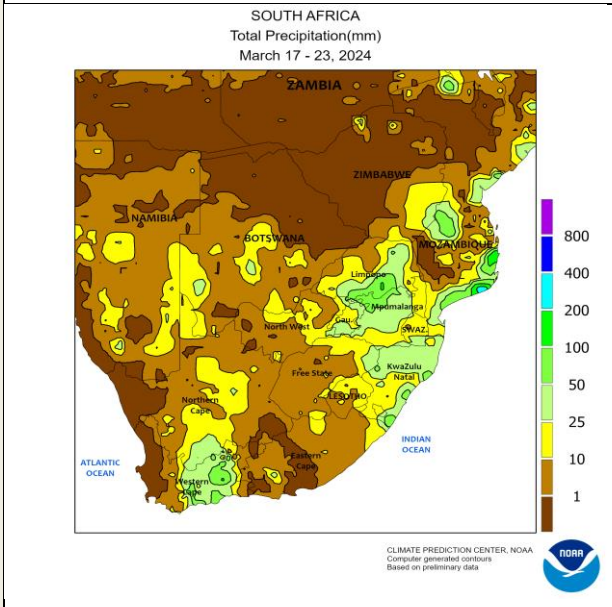 SOUTH AFRICA
Total Precipitation(mm)
March 17 - 23, 2024
ZAMBIA
ZIMBABWE
NAMIBIA
BOTSWANA
MOZAMBIQUE
Limpopo
Mpumalanga
Gau.
North West
SWAZ.
KwaZulu
Natal
Free State
LESOTHO
Northern
Cape
Eastern
Cape
Western
Cape
ATLANTIC
OCEAN
INDIAN
OCEAN
800
400
200
100
50
25
10
1
CLIMATE PREDICTION CENTER, NOAA
Computer generated contours
Based on preliminary data
NOAA